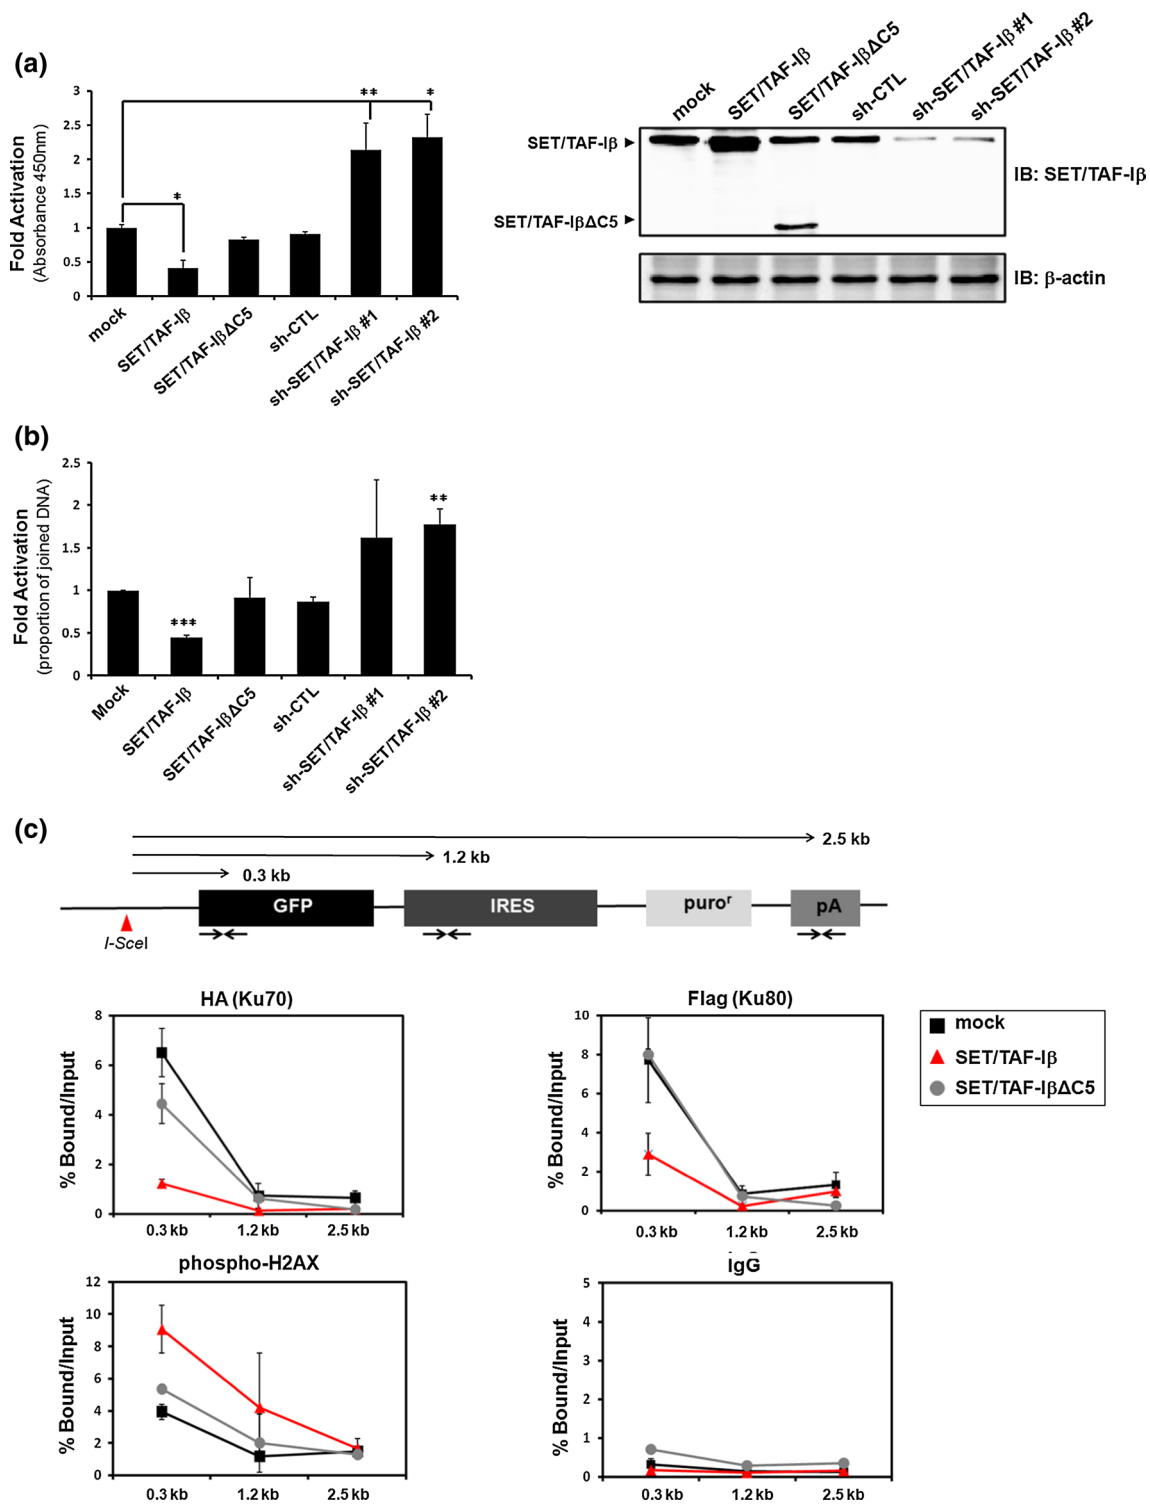 (a)
3
2.5
2
1.5
1
0.5
0
Fold Activation
(Absorbance 450nm)
**
*
*
mock
SET/TAF-Iβ
SET/TAF-IβΔC5
sh-CTL
sh-SET/TAF-Iβ #1
sh-SET/TAF-Iβ #2
mock
SET/TAF-Iβ
SET/TAF-IβΔC5
sh-CTL
sh-SET/TAF-Iβ #1
sh-SET/TAF-Iβ #2
SET/TAF-Iβ
SET/TAF-IβΔC5
IB: SET/TAF-Iβ
IB: β-actin
(b)
2.5
2
1.5
1
0.5
0
Fold Activation
(proportion of joined DNA)
***
**
Mock
SET/TAF-Iβ
SET/TAF-IβΔC5
sh-CTL
sh-SET/TAF-Iβ #1
sh-SET/TAF-Iβ #2
(c)
2.5 kb
1.2 kb
0.3 kb
GFP
IRES
puroʳ
pA
I-SceI
HA (Ku70)
8
6
4
2
0
% Bound/Input
0.3 kb
1.2 kb
2.5 kb
Flag (Ku80)
10
8
6
4
2
0
% Bound/Input
0.3 kb
1.2 kb
2.5 kb
mock
SET/TAF-Iβ
SET/TAF-IβΔC5
phospho-H2AX
12
10
8
6
4
2
0
% Bound/Input
0.3 kb
1.2 kb
2.5 kb
IgG
5
4
3
2
1
0
% Bound/Input
0.3 kb
1.2 kb
2.5 kb